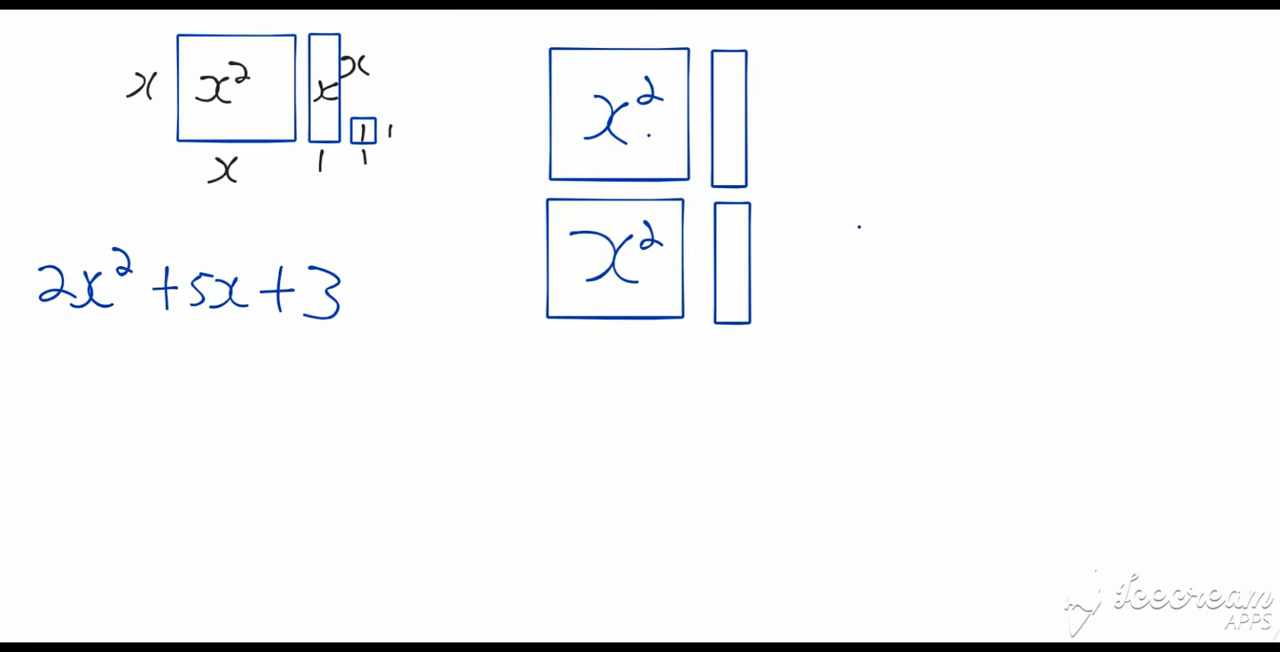 x x² x x
1 1
x 1 1
2x² + 5x + 3
x²
x²
Icecream
APPS